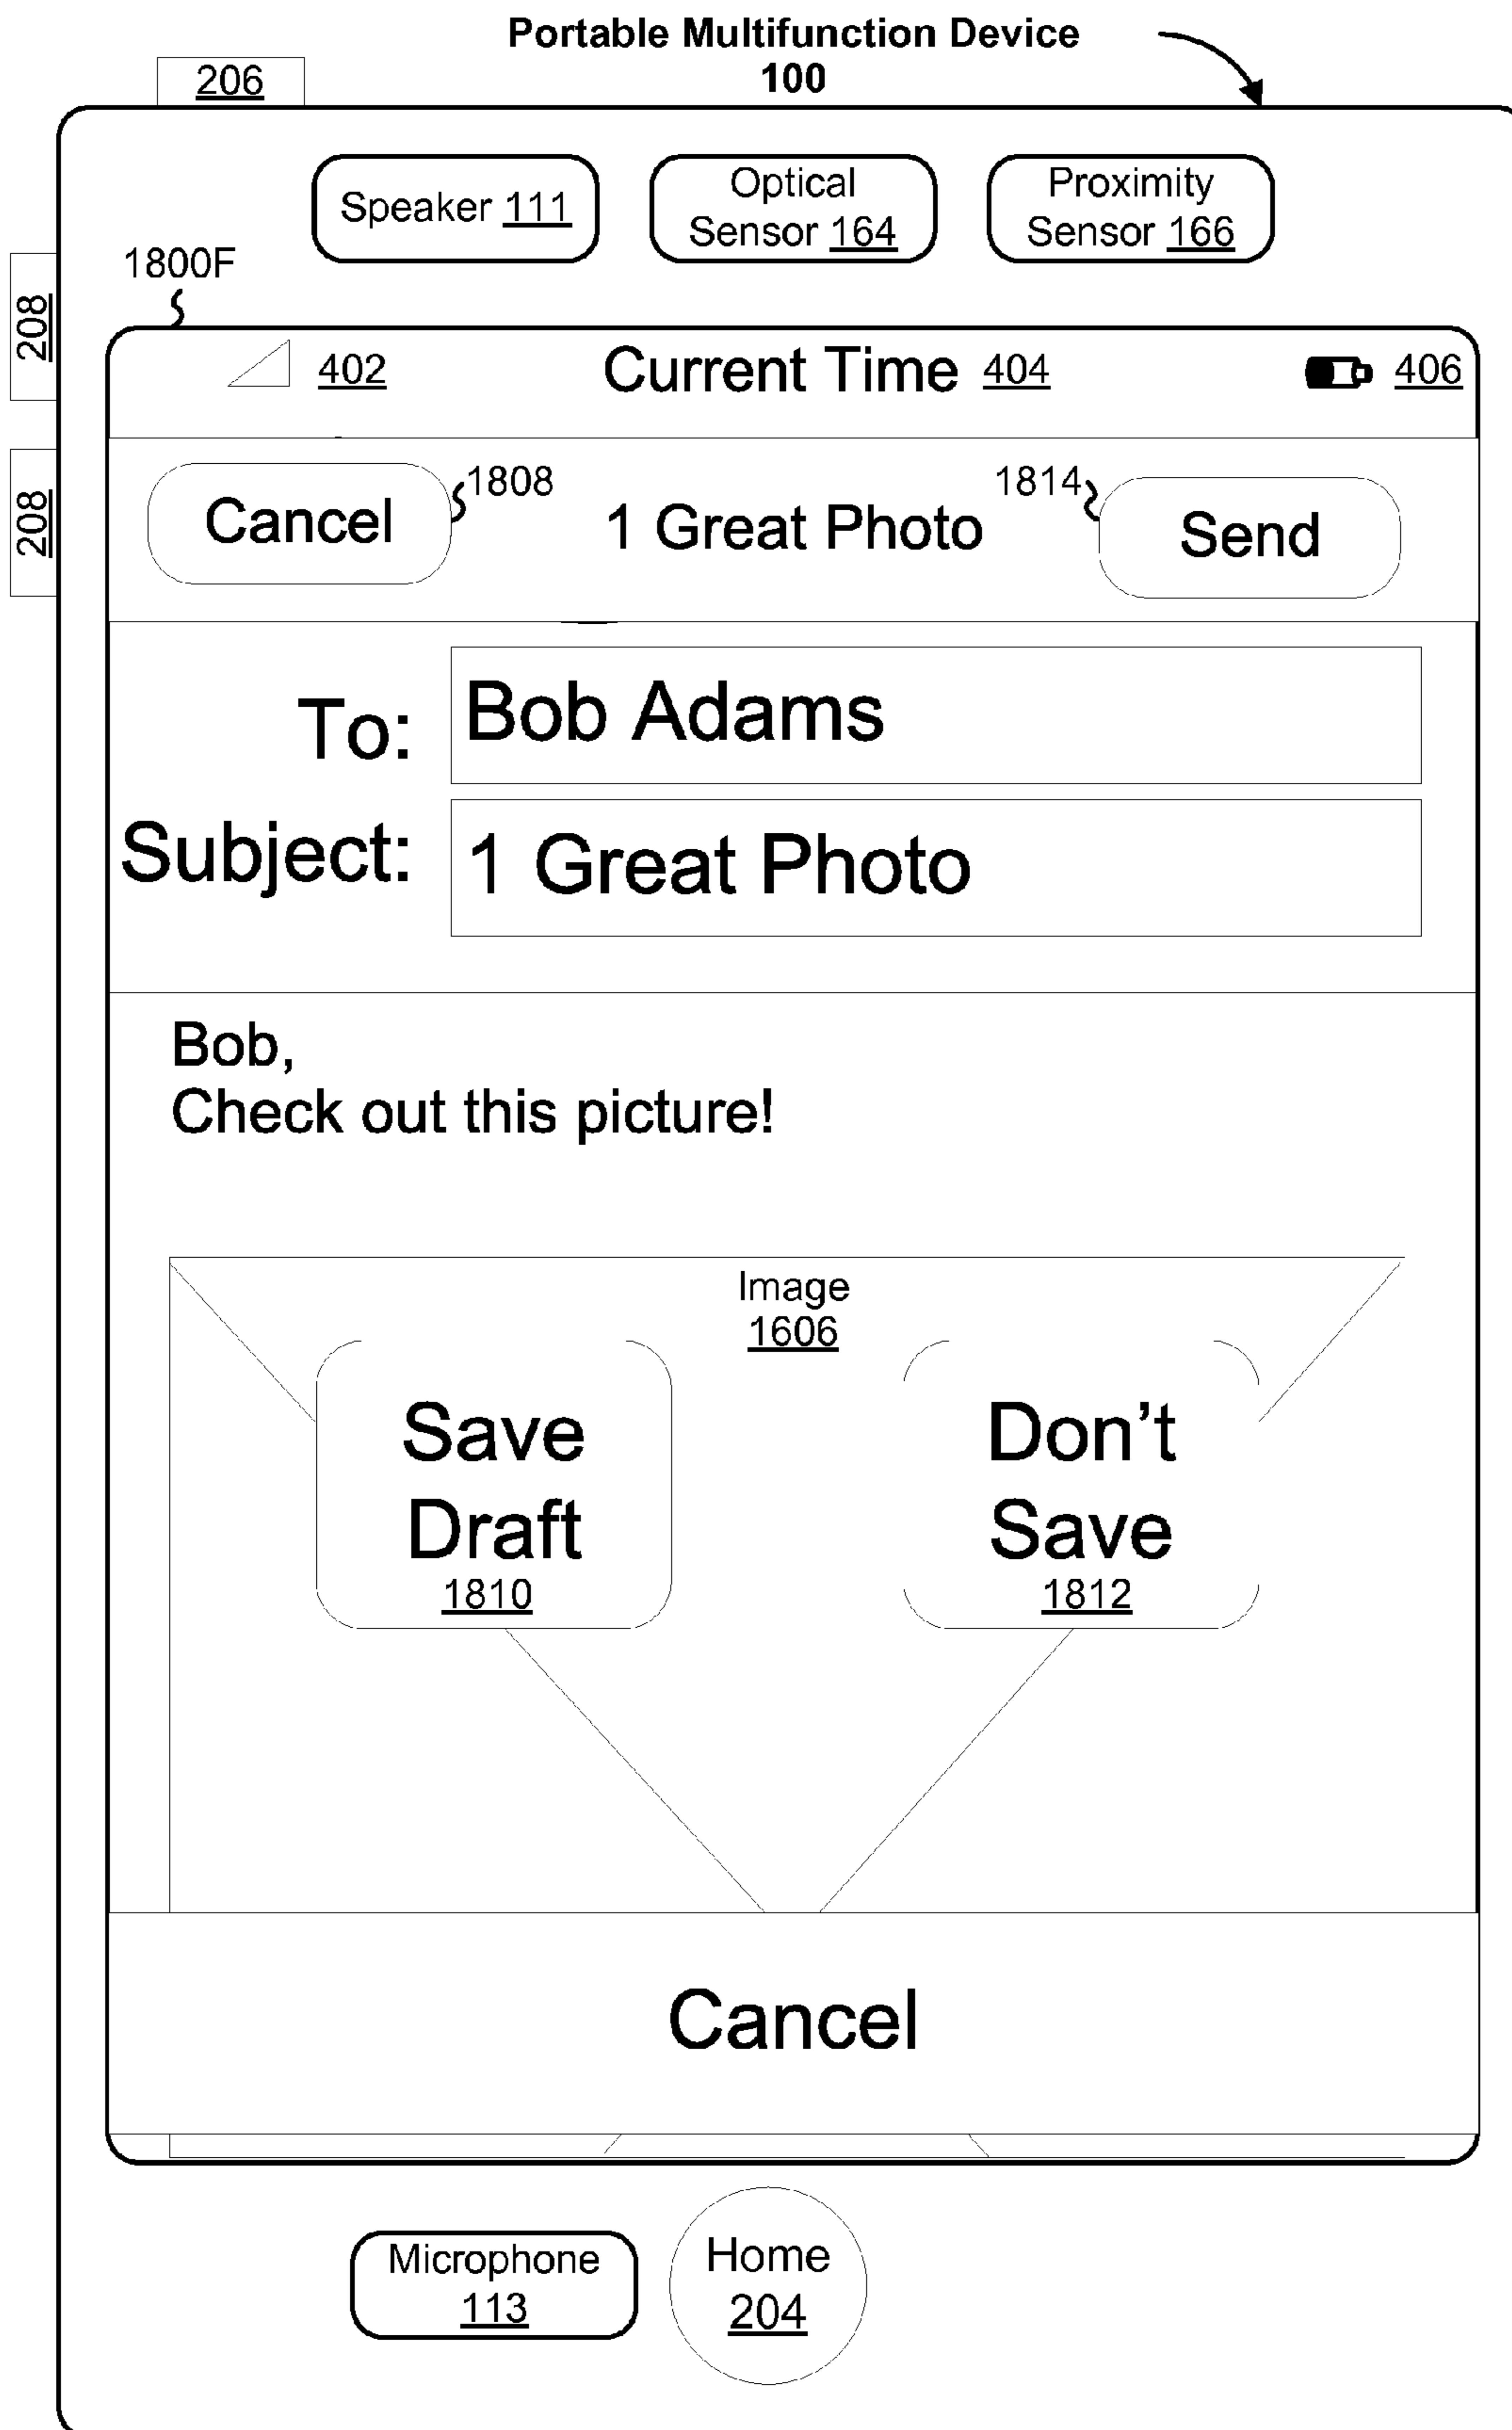 Portable Multifunction Device
100
206
Speaker 111
Optical
Sensor 164
Proximity
Sensor 166
1800F
208
402
Current Time 404
406
208
Cancel
1808
1 Great Photo
1814
Send
To:
Bob Adams
Subject:
1 Great Photo
Bob,
Check out this picture!
Image
1606
Save
Draft
1810
Don't
Save
1812
Cancel
Microphone
113
Home
204